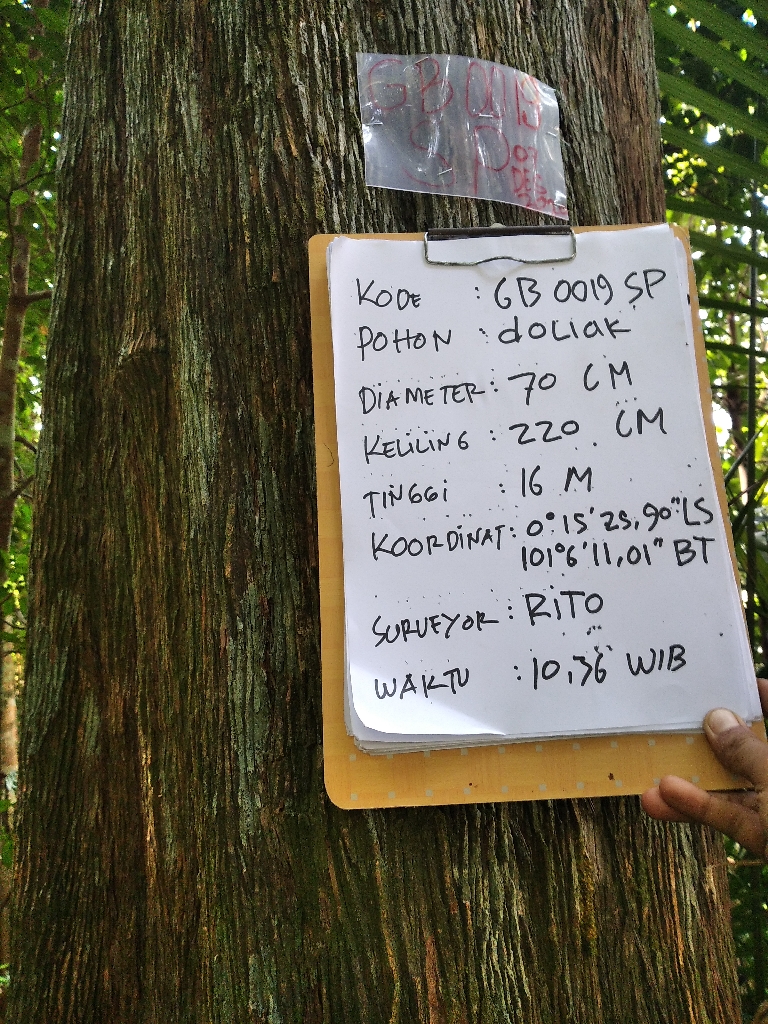 GB 0019
SP 07
KODE : GB 0019 SP
POHON : doLiAK
DIAMETER : 70 CM
KELILING : 220 CM
TINGGi : 16 M
KOORDINAT : 0° 15' 25,90" LS
101° 6' 11,01" BT
SURVEYOR : RITO
WAKTU : 10,36 WIB